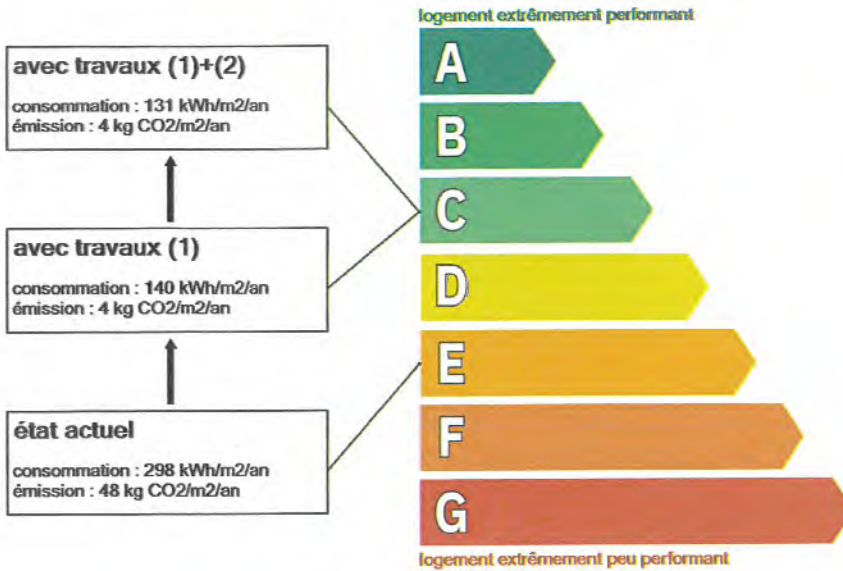 logement extrêmement performant
avec travaux (1)+(2)
consommation : 131 kWh/m2/an
émission : 4 kg CO2/m2/an
A
B
C
avec travaux (1)
consommation : 140 kWh/m2/an
émission : 4 kg CO2/m2/an
D
E
état actuel
consommation : 298 kWh/m2/an
émission : 48 kg CO2/m2/an
F
G
logement extrêmement peu performant